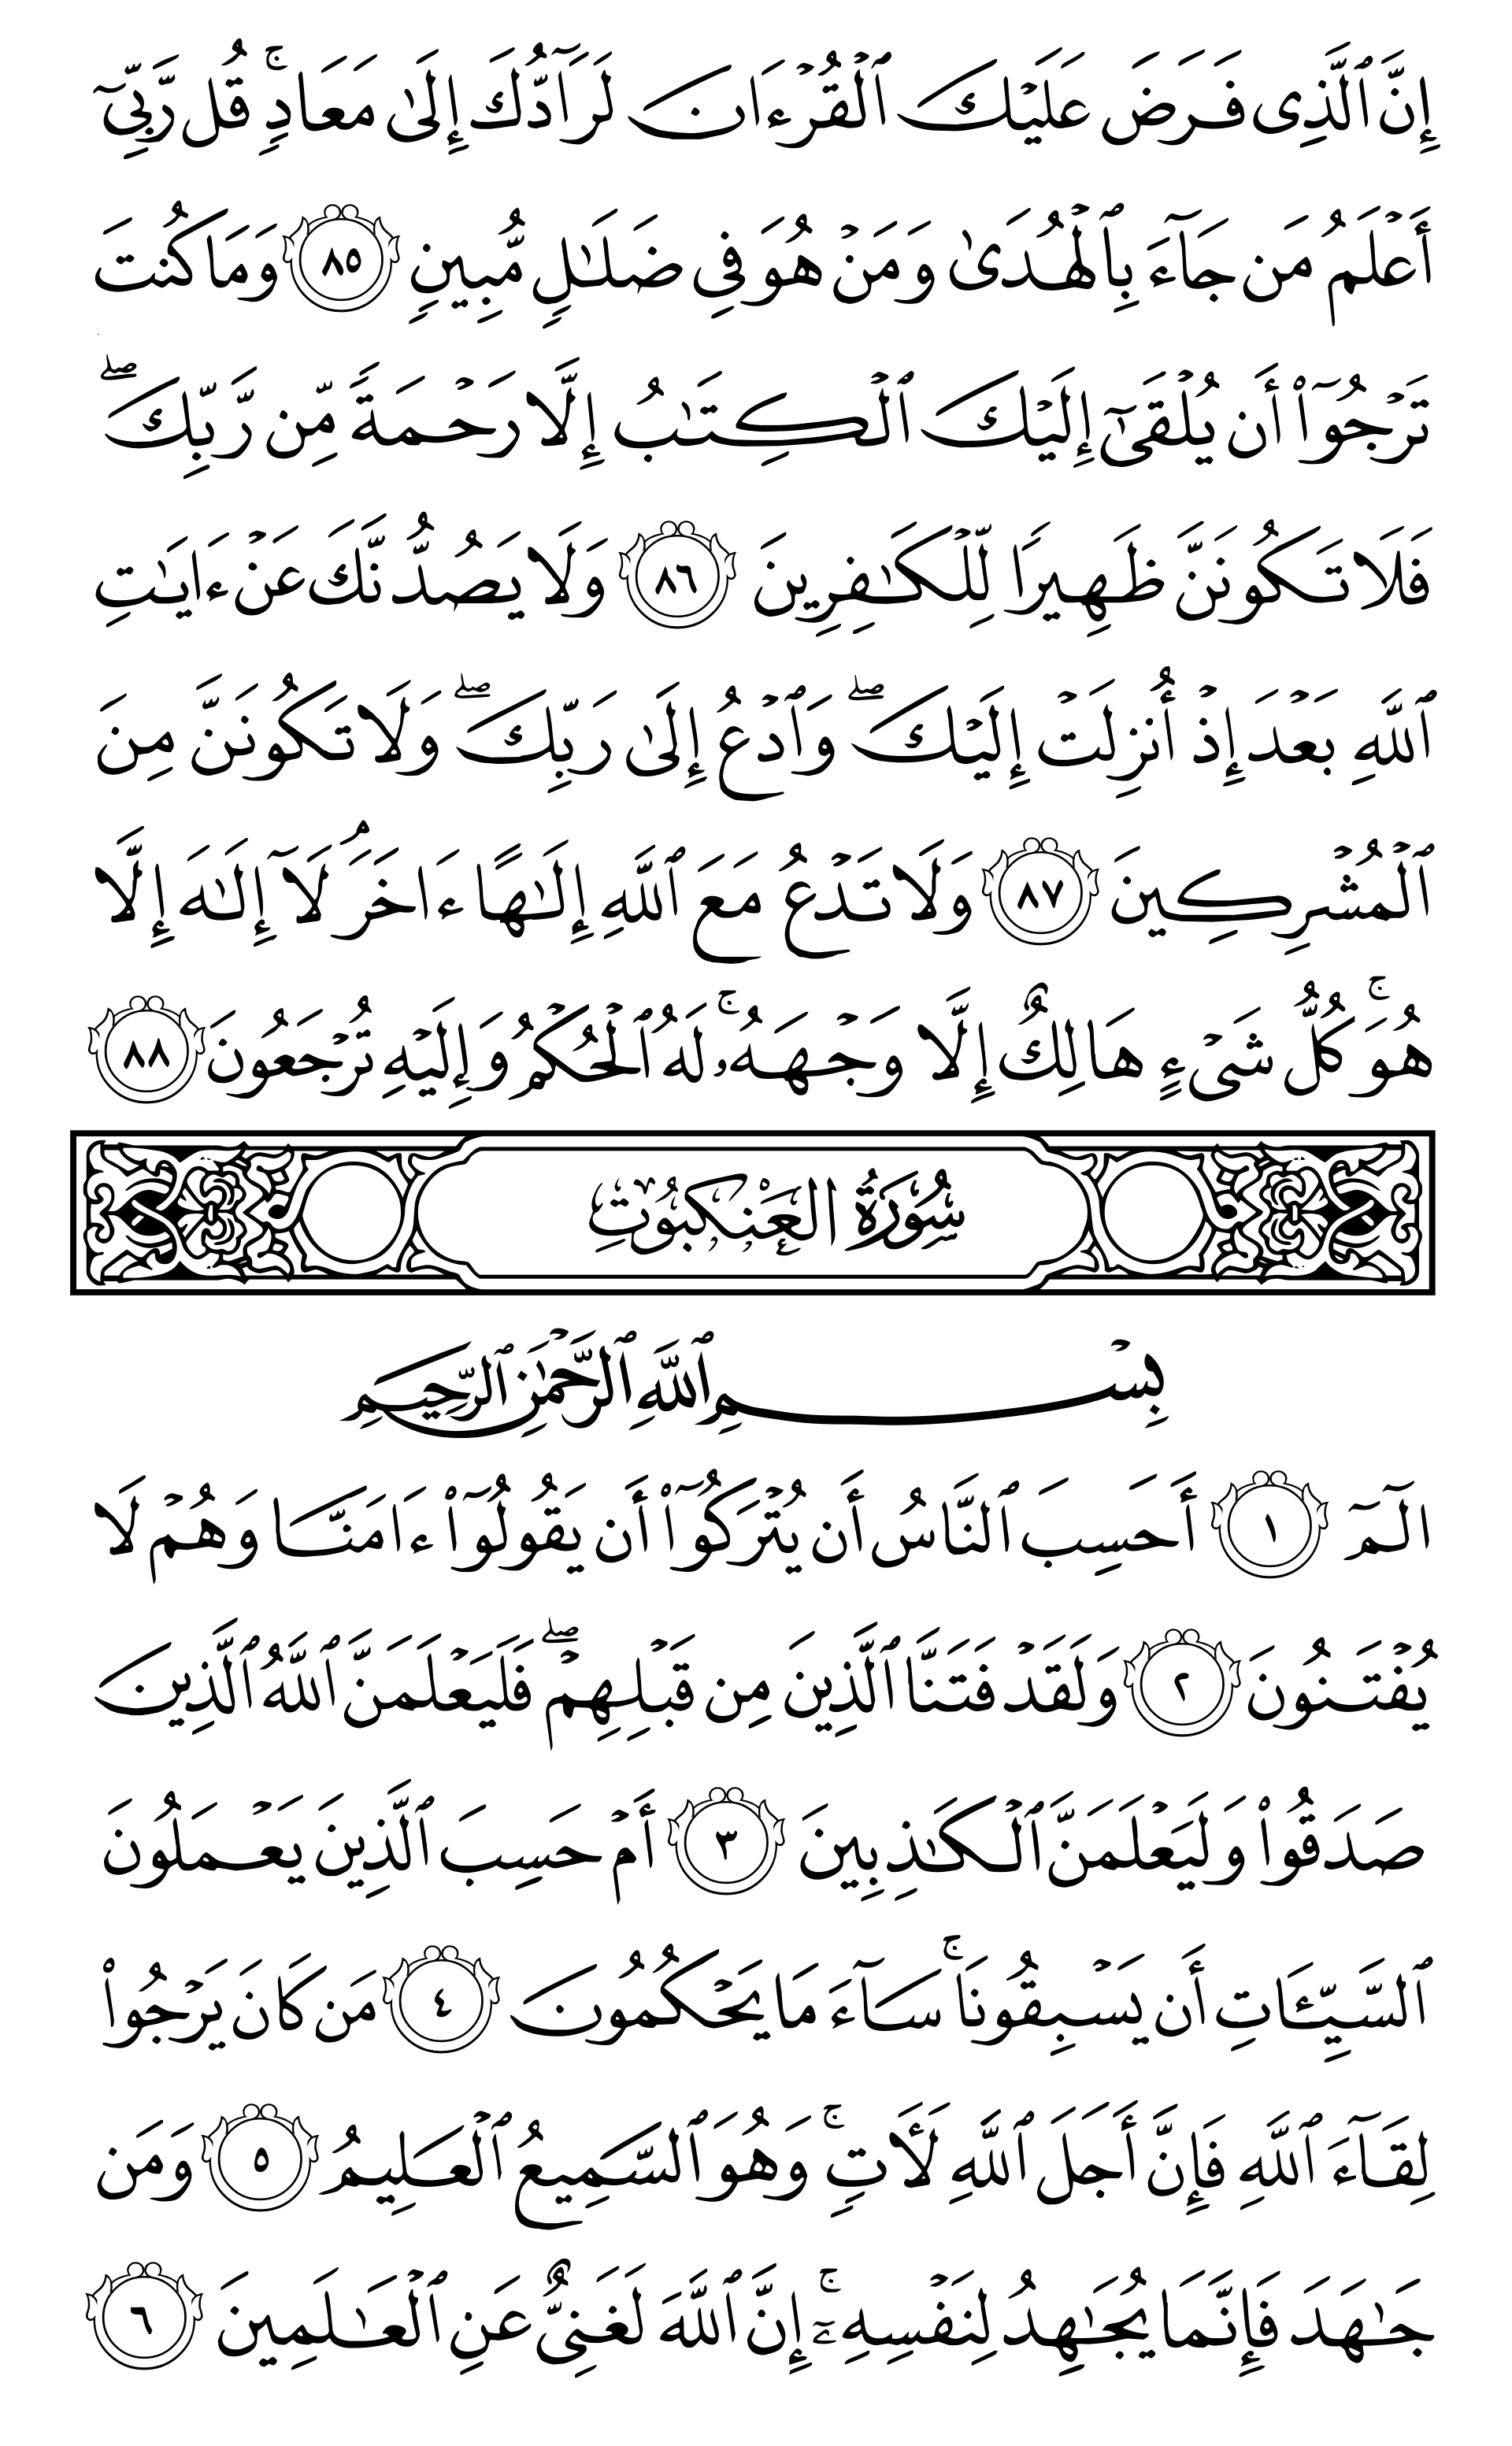 إِنَّ ٱلَّذِى فَرَضَ عَلَيْكَ ٱلْقُرْءَانَ لَرَآدُّكَ إِلَىٰ مَعَادٍ ۚ قُل رَّبِّىٓ
أَعْلَمُ مَن جَآءَ بِٱلْهُدَىٰ وَمَنْ هُوَ فِى ضَلَـٰلٍ مُّبِينٍ ٨٥ وَمَا كُنتَ
تَرْجُوٓا۟ أَن يُلْقَىٰٓ إِلَيْكَ ٱلْكِتَـٰبُ إِلَّا رَحْمَةً مِّن رَّبِّكَ ۖ
فَلَا تَكُونَنَّ ظَهِيرًا لِّلْكَـٰفِرِينَ ٨٦ وَلَا يَصُدُّنَّكَ عَنْ ءَايَـٰتِ
ٱللَّهِ بَعْدَ إِذْ أُنزِلَتْ إِلَيْكَ ۖ وَٱدْعُ إِلَىٰ رَبِّكَ ۖ وَلَا تَكُونَنَّ مِنَ
ٱلْمُشْرِكِينَ ٨٧ وَلَا تَدْعُ مَعَ ٱللَّهِ إِلَـٰهًا ءَاخَرَ ۘ لَآ إِلَـٰهَ إِلَّا
هُوَ ۚ كُلُّ شَىْءٍ هَالِكٌ إِلَّا وَجْهَهُۥ ۚ لَهُ ٱلْحُكْمُ وَإِلَيْهِ تُرْجَعُونَ ٨٨
سُورَةُ العَنكَبُوتِ
بِسْمِ ٱللَّهِ ٱلرَّحْمَـٰنِ ٱلرَّحِيمِ
الٓمٓ ١ أَحَسِبَ ٱلنَّاسُ أَن يُتْرَكُوٓا۟ أَن يَقُولُوٓا۟ ءَامَنَّا وَهُمْ لَا
يُفْتَنُونَ ٢ وَلَقَدْ فَتَنَّا ٱلَّذِينَ مِن قَبْلِهِمْ ۖ فَلَيَعْلَمَنَّ ٱللَّهُ ٱلَّذِينَ
صَدَقُوا۟ وَلَيَعْلَمَنَّ ٱلْكَـٰذِبِينَ ٣ أَمْ حَسِبَ ٱلَّذِينَ يَعْمَلُونَ
ٱلسَّيِّـَٔاتِ أَن يَسْبِقُونَا ۚ سَآءَ مَا يَحْكُمُونَ ٤ مَن كَانَ يَرْجُوا۟
لِقَآءَ ٱللَّهِ فَإِنَّ أَجَلَ ٱللَّهِ لَـَٔاتٍ ۚ وَهُوَ ٱلسَّمِيعُ ٱلْعَلِيمُ ٥ وَمَن
جَـٰهَدَ فَإِنَّمَا يُجَـٰهِدُ لِنَفْسِهِۦٓ ۚ إِنَّ ٱللَّهَ لَغَنِىٌّ عَنِ ٱلْعَـٰلَمِينَ ٦